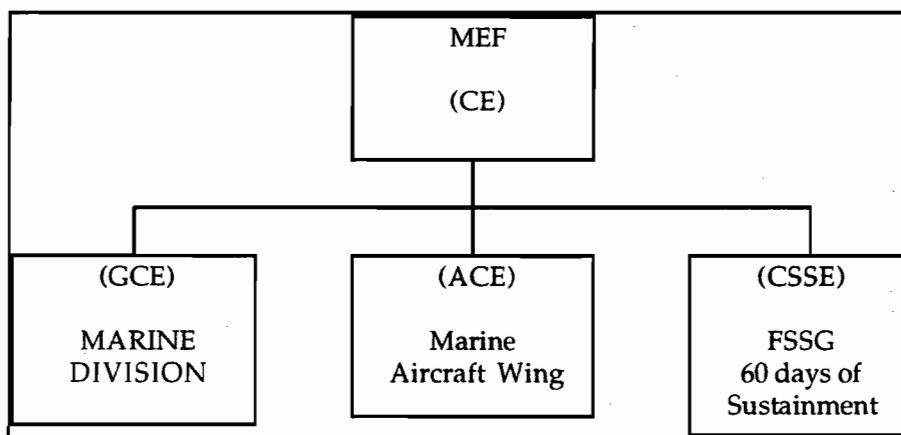 MEF
(CE)
(GCE)
MARINE
DIVISION
(ACE)
Marine
Aircraft Wing
(CSSE)
FSSG
60 days of
Sustainment